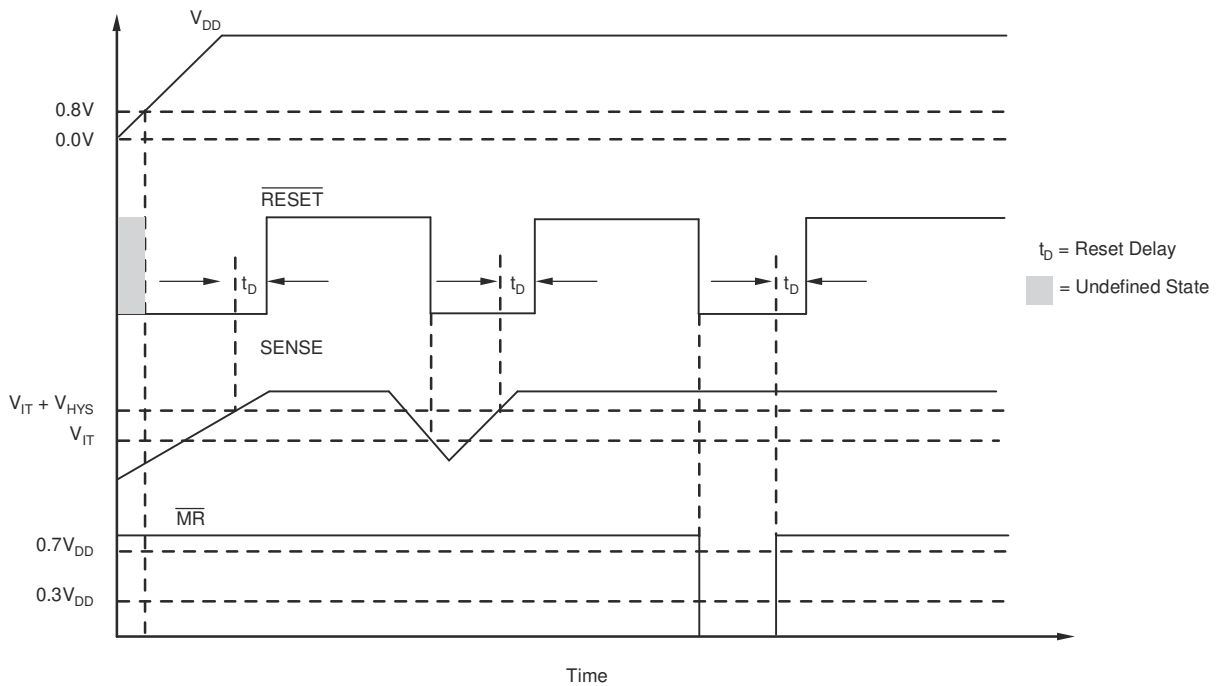 V_DD
0.8V
0.0V
RESET
t_D = Reset Delay
t_D
t_D
t_D
= Undefined State
SENSE
V_IT + V_HYS
V_IT
MR
0.7V_DD
0.3V_DD
Time